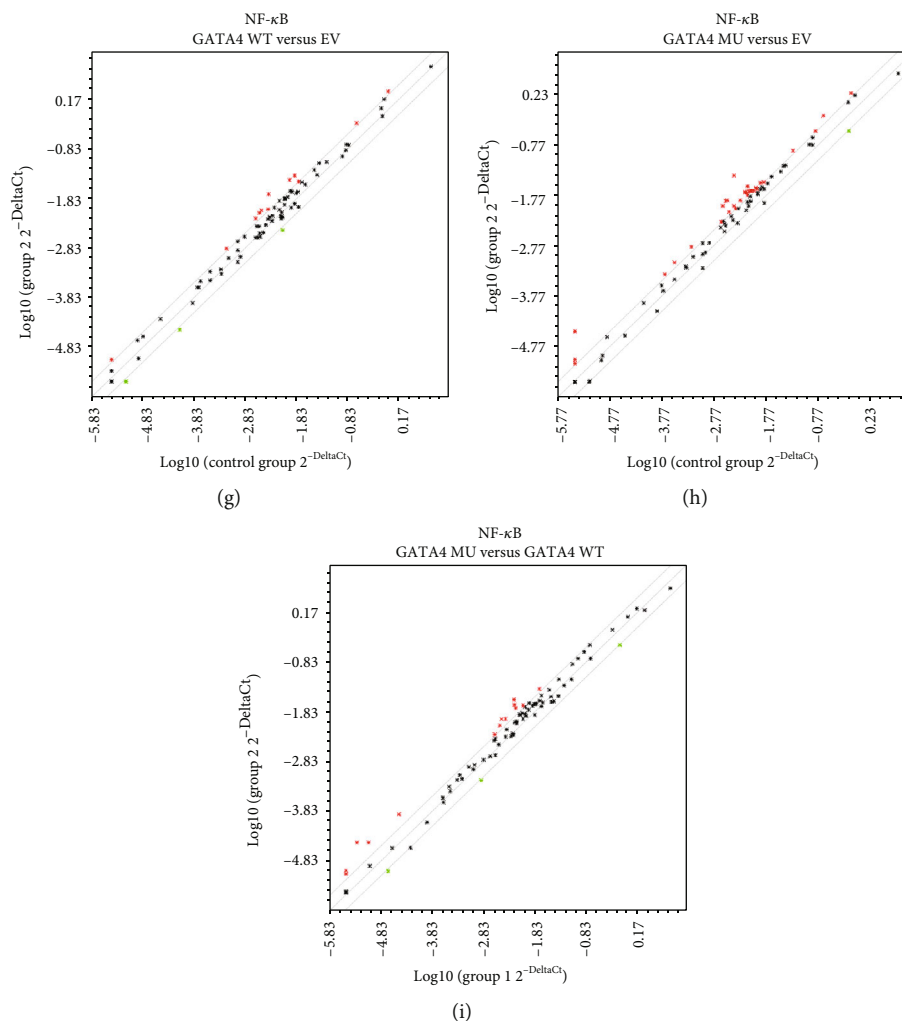 NF-κB
GATA4 WT versus EV
0.17
−0.83
−1.83
−2.83
−3.83
−4.83
Log10 (group 2 2^−DeltaCt)
−5.83
−4.83
−3.83
−2.83
−1.83
−0.83
0.17
Log10 (control group 2^−DeltaCt)
(g)
NF-κB
GATA4 MU versus EV
0.23
−0.77
−1.77
−2.77
−3.77
−4.77
Log10 (group 2 2^−DeltaCt)
−5.77
−4.77
−3.77
−2.77
−1.77
−0.77
0.23
Log10 (control group 2^−DeltaCt)
(h)
NF-κB
GATA4 MU versus GATA4 WT
0.17
−0.83
−1.83
−2.83
−3.83
−4.83
Log10 (group 2 2^−DeltaCt)
−5.83
−4.83
−3.83
−2.83
−1.83
−0.83
0.17
Log10 (group 1 2^−DeltaCt)
(i)